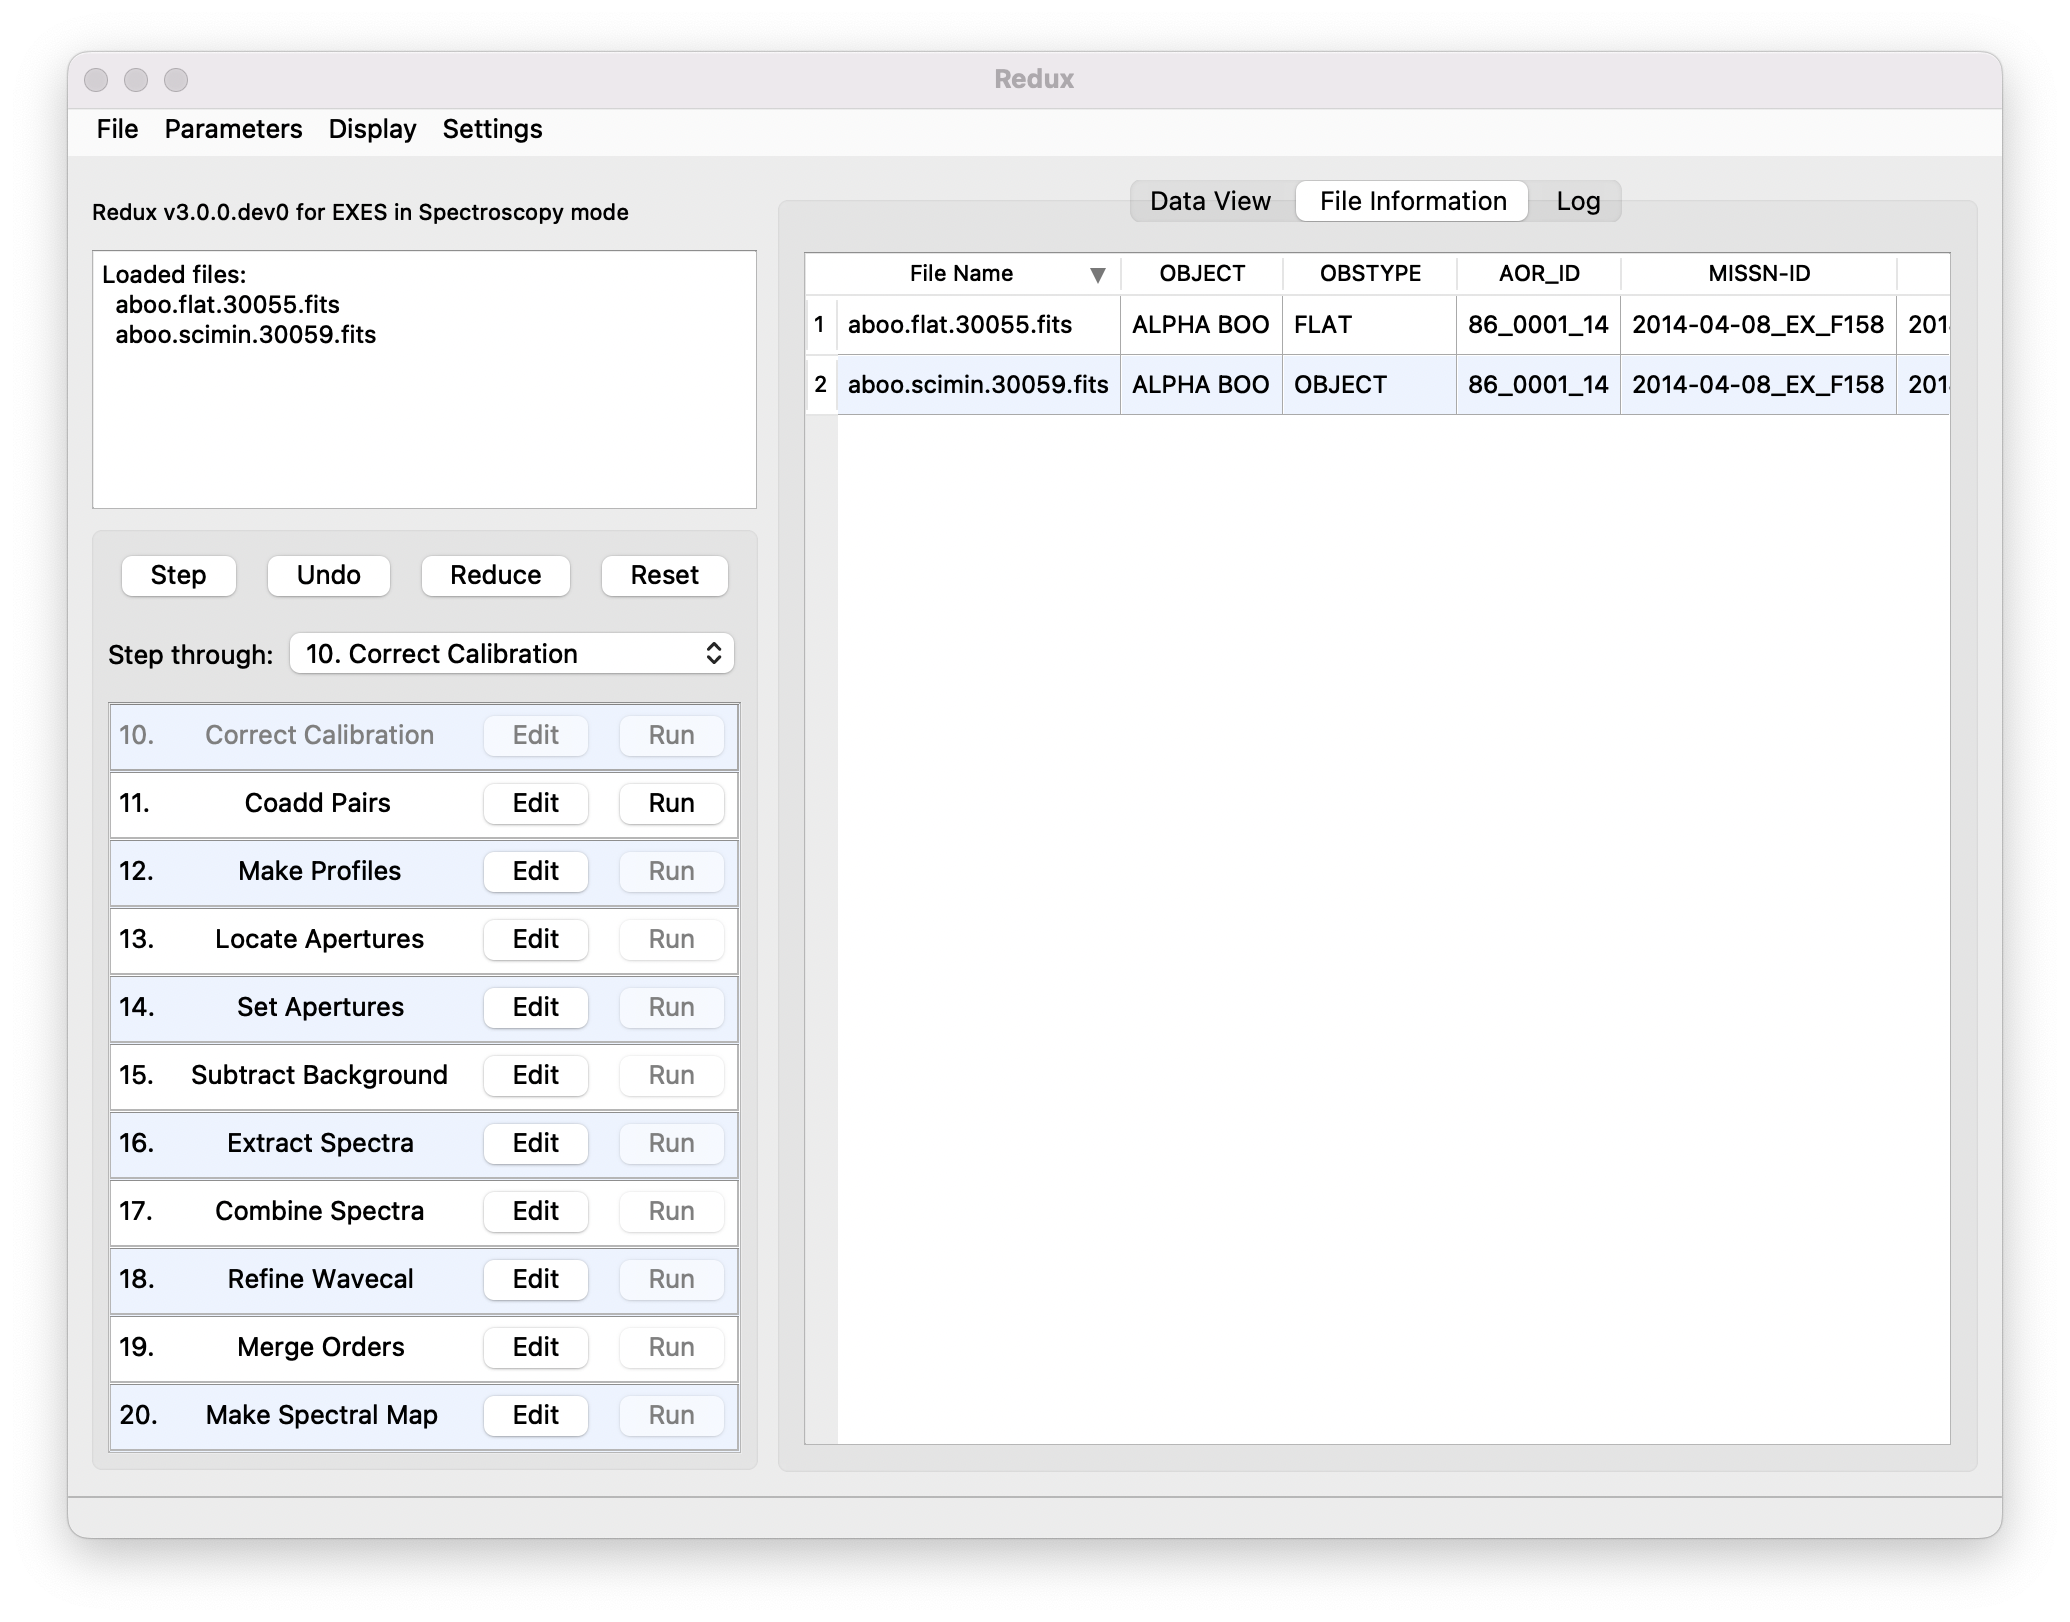 Redux
File Parameters Display Settings
Redux v3.0.0.dev0 for EXES in Spectroscopy mode
Loaded files:
aboo.flat.30055.fits
aboo.scimin.30059.fits
Step Undo Reduce Reset
Step through: 10. Correct Calibration
10. Correct Calibration Edit Run
11. Coadd Pairs Edit Run
12. Make Profiles Edit Run
13. Locate Apertures Edit Run
14. Set Apertures Edit Run
15. Subtract Background Edit Run
16. Extract Spectra Edit Run
17. Combine Spectra Edit Run
18. Refine Wavecal Edit Run
19. Merge Orders Edit Run
20. Make Spectral Map Edit Run
Data View File Information Log
File Name OBJECT OBSTYPE AOR_ID MISSN-ID
1 aboo.flat.30055.fits ALPHA BOO FLAT 86_0001_14 2014-04-08_EX_F158 201
2 aboo.scimin.30059.fits ALPHA BOO OBJECT 86_0001_14 2014-04-08_EX_F158 201